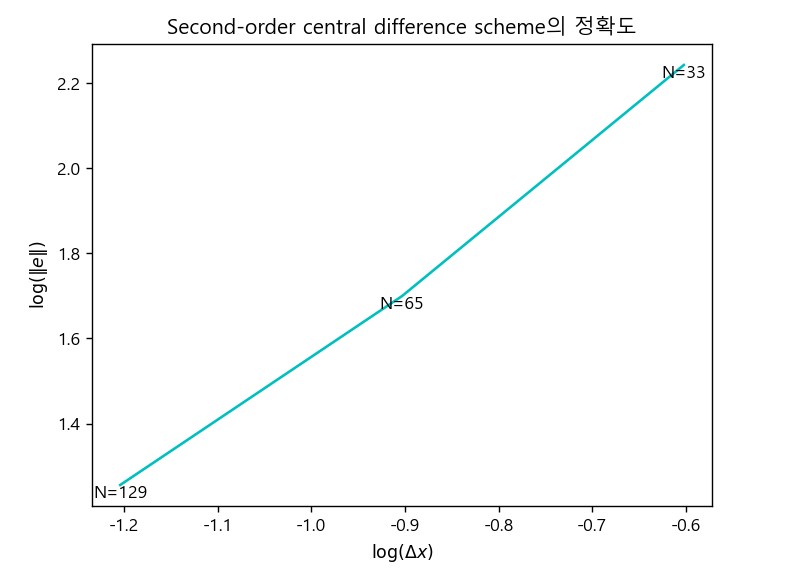 Second-order central difference scheme의 정확도
2.2
2.0
1.8
1.6
1.4
log(‖e‖)
N=33
N=65
N=129
-1.2 -1.1 -1.0 -0.9 -0.8 -0.7 -0.6
log(Δx)